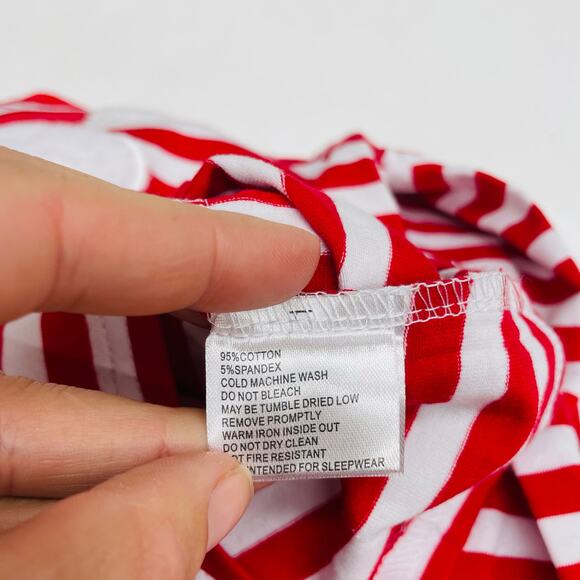 95%COTTON
5%SPANDEX
COLD MACHINE WASH
DO NOT BLEACH
MAY BE TUMBLE DRIED LOW
REMOVE PROMPTLY
WARM IRON INSIDE OUT
DO NOT DRY CLEAN
FIRE RESISTANT
INTENDED FOR SLEEPWEAR